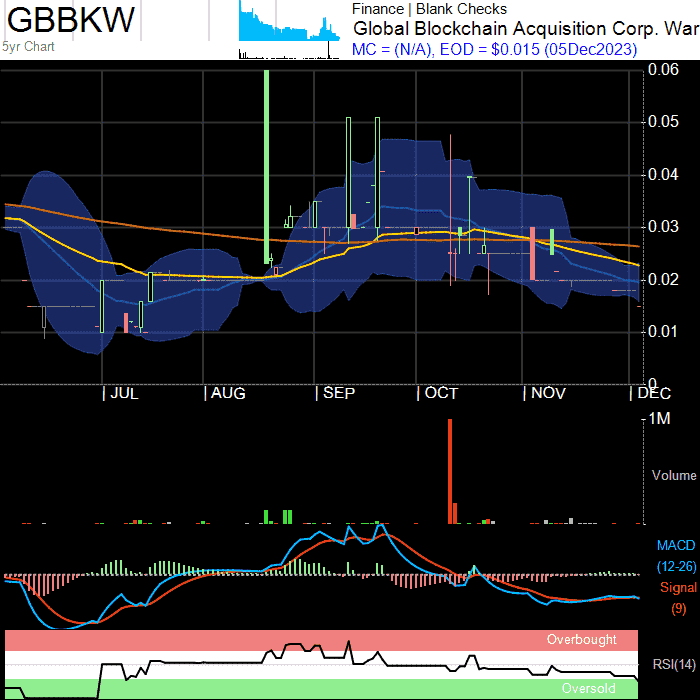 GBBKW
5yr Chart
Finance | Blank Checks
Global Blockchain Acquisition Corp. War
MC = (N/A), EOD = $0.015 (05Dec2023)
0.06
0.05
0.04
0.03
0.02
0.01
0
JUL AUG SEP OCT NOV DEC
1M
Volume
MACD
(12-26)
Signal
(9)
Overbought
RSI(14)
Oversold